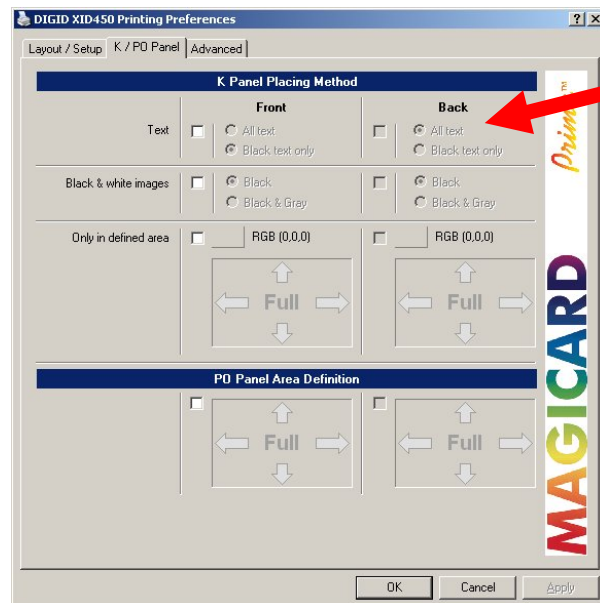 DIGID XID450 Printing Preferences
Layout / Setup K / PO Panel Advanced
K Panel Placing Method
Front Back
Text All text All text
Black text only Black text only
Black & white images Black Black
Black & Gray Black & Gray
Only in defined area RGB (0,0,0) RGB (0,0,0)
Full Full
PO Panel Area Definition
Full Full
MAGICARD
OK Cancel Apply